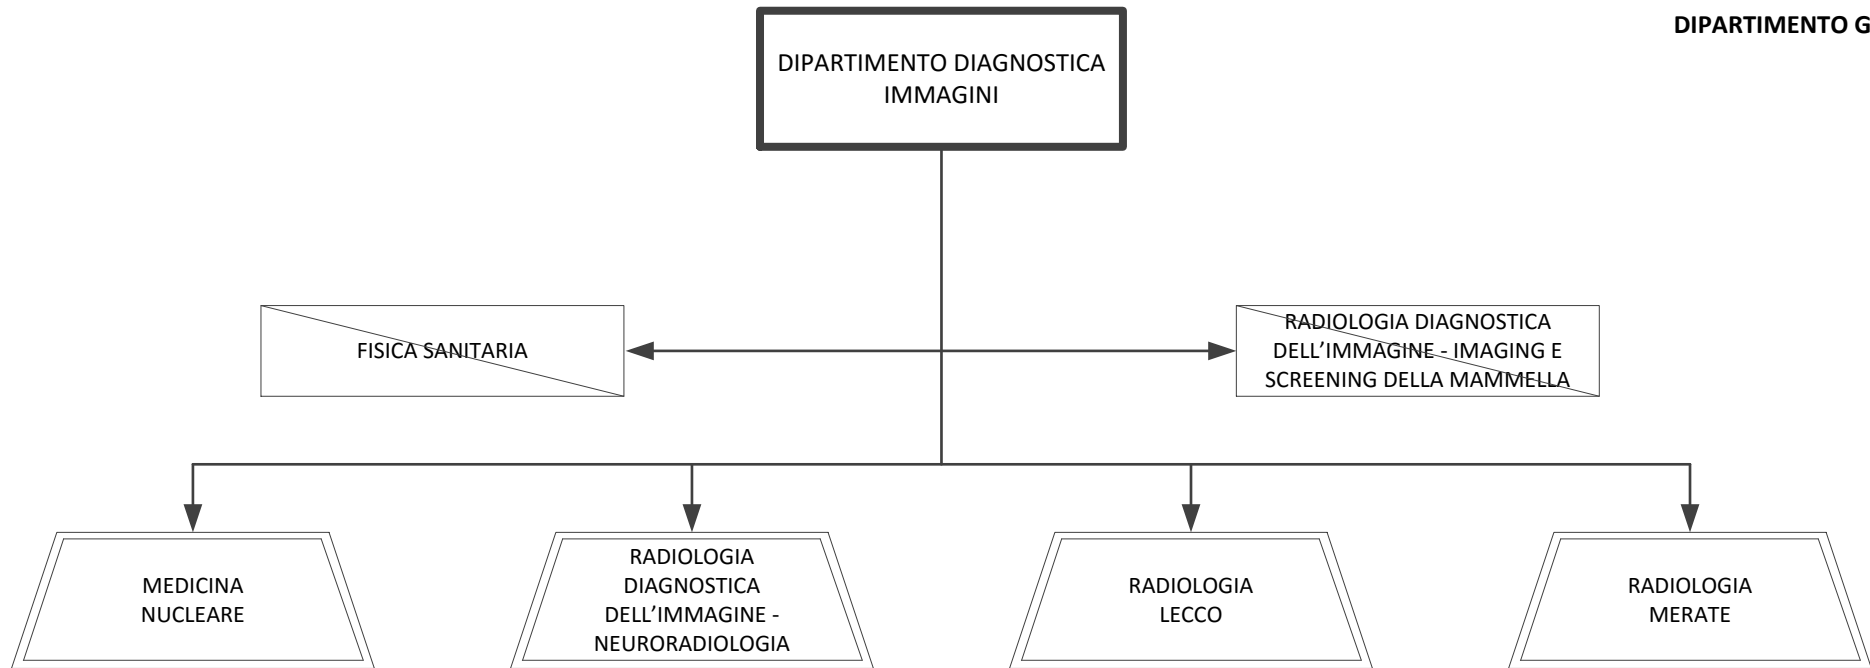 DIPARTIMENTO G
DIPARTIMENTO DIAGNOSTICA
IMMAGINI
FISICA SANITARIA
RADIOLOGIA DIAGNOSTICA
DELL’IMMAGINE - IMAGING E
SCREENING DELLA MAMMELLA
MEDICINA
NUCLEARE
RADIOLOGIA
DIAGNOSTICA
DELL’IMMAGINE -
NEURORADIOLOGIA
RADIOLOGIA
LECCO
RADIOLOGIA
MERATE